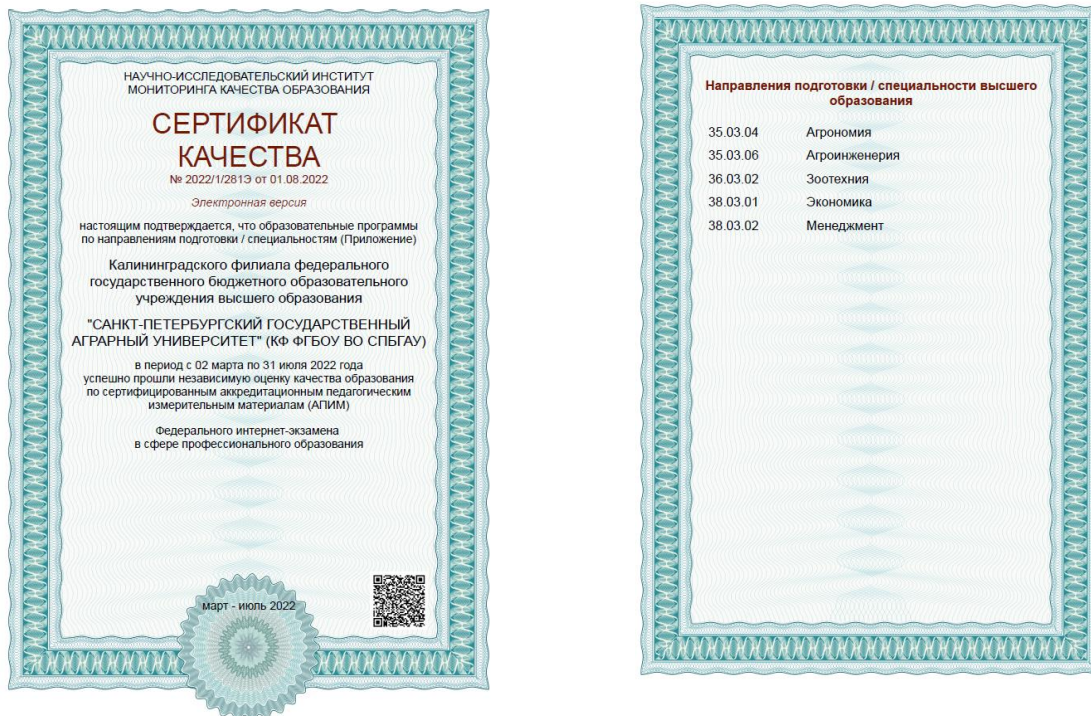 НАУЧНО-ИССЛЕДОВАТЕЛЬСКИЙ ИНСТИТУТ
МОНИТОРИНГА КАЧЕСТВА ОБРАЗОВАНИЯ
СЕРТИФИКАТ
КАЧЕСТВА
№ 2022/1/281Э от 01.08.2022
Электронная версия
настоящим подтверждается, что образовательные программы
по направлениям подготовки / специальностям (Приложение)
Калининградского филиала федерального
государственного бюджетного образовательного
учреждения высшего образования
"САНКТ-ПЕТЕРБУРГСКИЙ ГОСУДАРСТВЕННЫЙ
АГРАРНЫЙ УНИВЕРСИТЕТ" (КФ ФГБОУ ВО СПБГАУ)
в период с 02 марта по 31 июля 2022 года
успешно прошли независимую оценку качества образования
по сертифицированным аккредитационным педагогическим
измерительным материалам (АПИМ)
Федерального интернет-экзамена
в сфере профессионального образования
март - июль 2022
Направления подготовки / специальности высшего
образования
35.03.04 Агрономия
35.03.06 Агроинженерия
36.03.02 Зоотехния
38.03.01 Экономика
38.03.02 Менеджмент